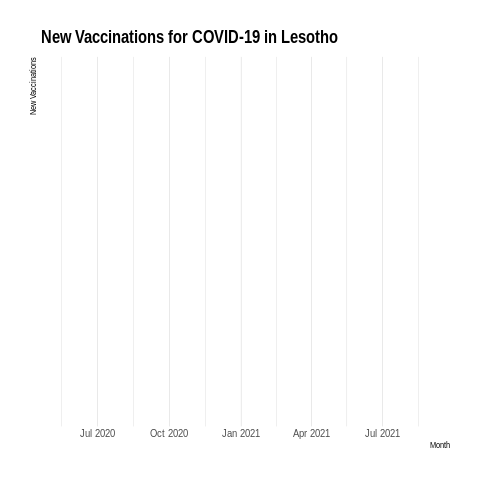 New Vaccinations for COVID-19 in Lesotho
New Vaccinations
Jul 2020 Oct 2020 Jan 2021 Apr 2021 Jul 2021
Month